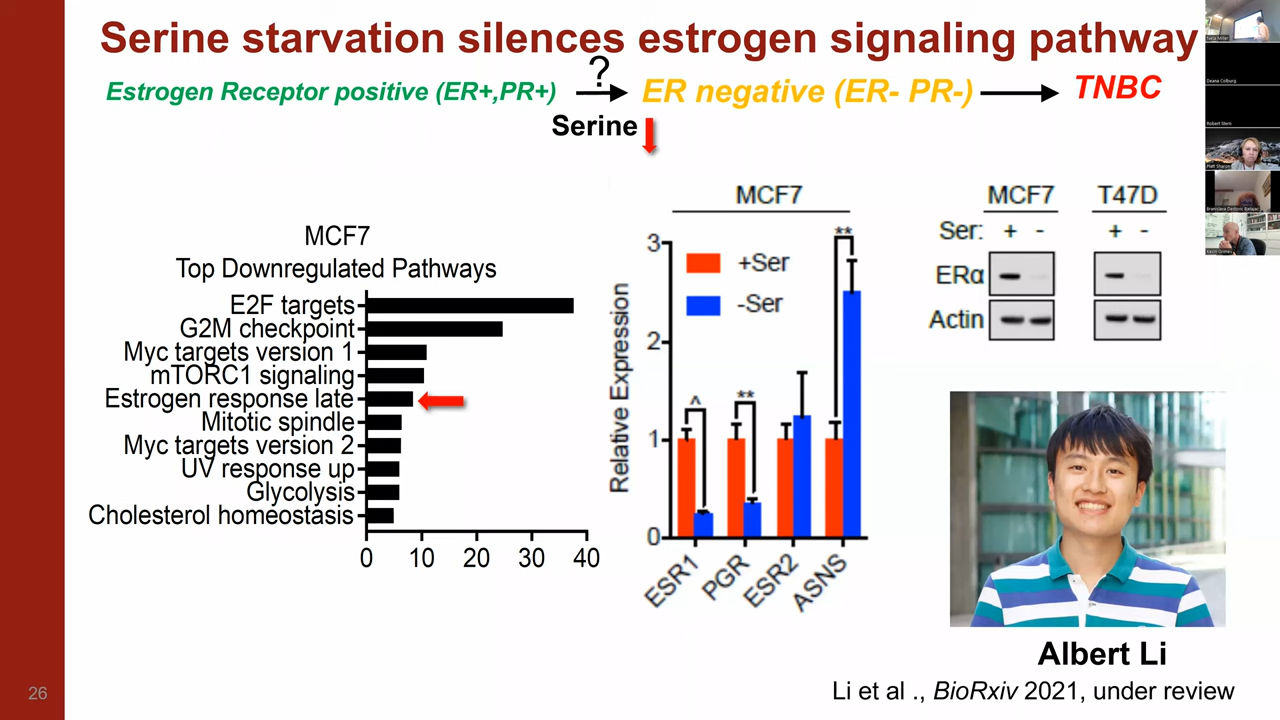 Serine starvation silences estrogen signaling pathway
Estrogen Receptor positive (ER+,PR+)
?
ER negative (ER- PR-)
TNBC
Serine
MCF7
Top Downregulated Pathways
E2F targets
G2M checkpoint
Myc targets version 1
mTORC1 signaling
Estrogen response late
Mitotic spindle
Myc targets version 2
UV response up
Glycolysis
Cholesterol homeostasis
0 10 20 30 40
MCF7
Relative Expression
3
2
1
0
+Ser
-Ser
^
**
**
ESR1 PGR ESR2 ASNS
MCF7 T47D
Ser: + - + -
ERα
Actin
Albert Li
Li et al ., BioRxiv 2021, under review
26
Deana Colburg
Robert Stern